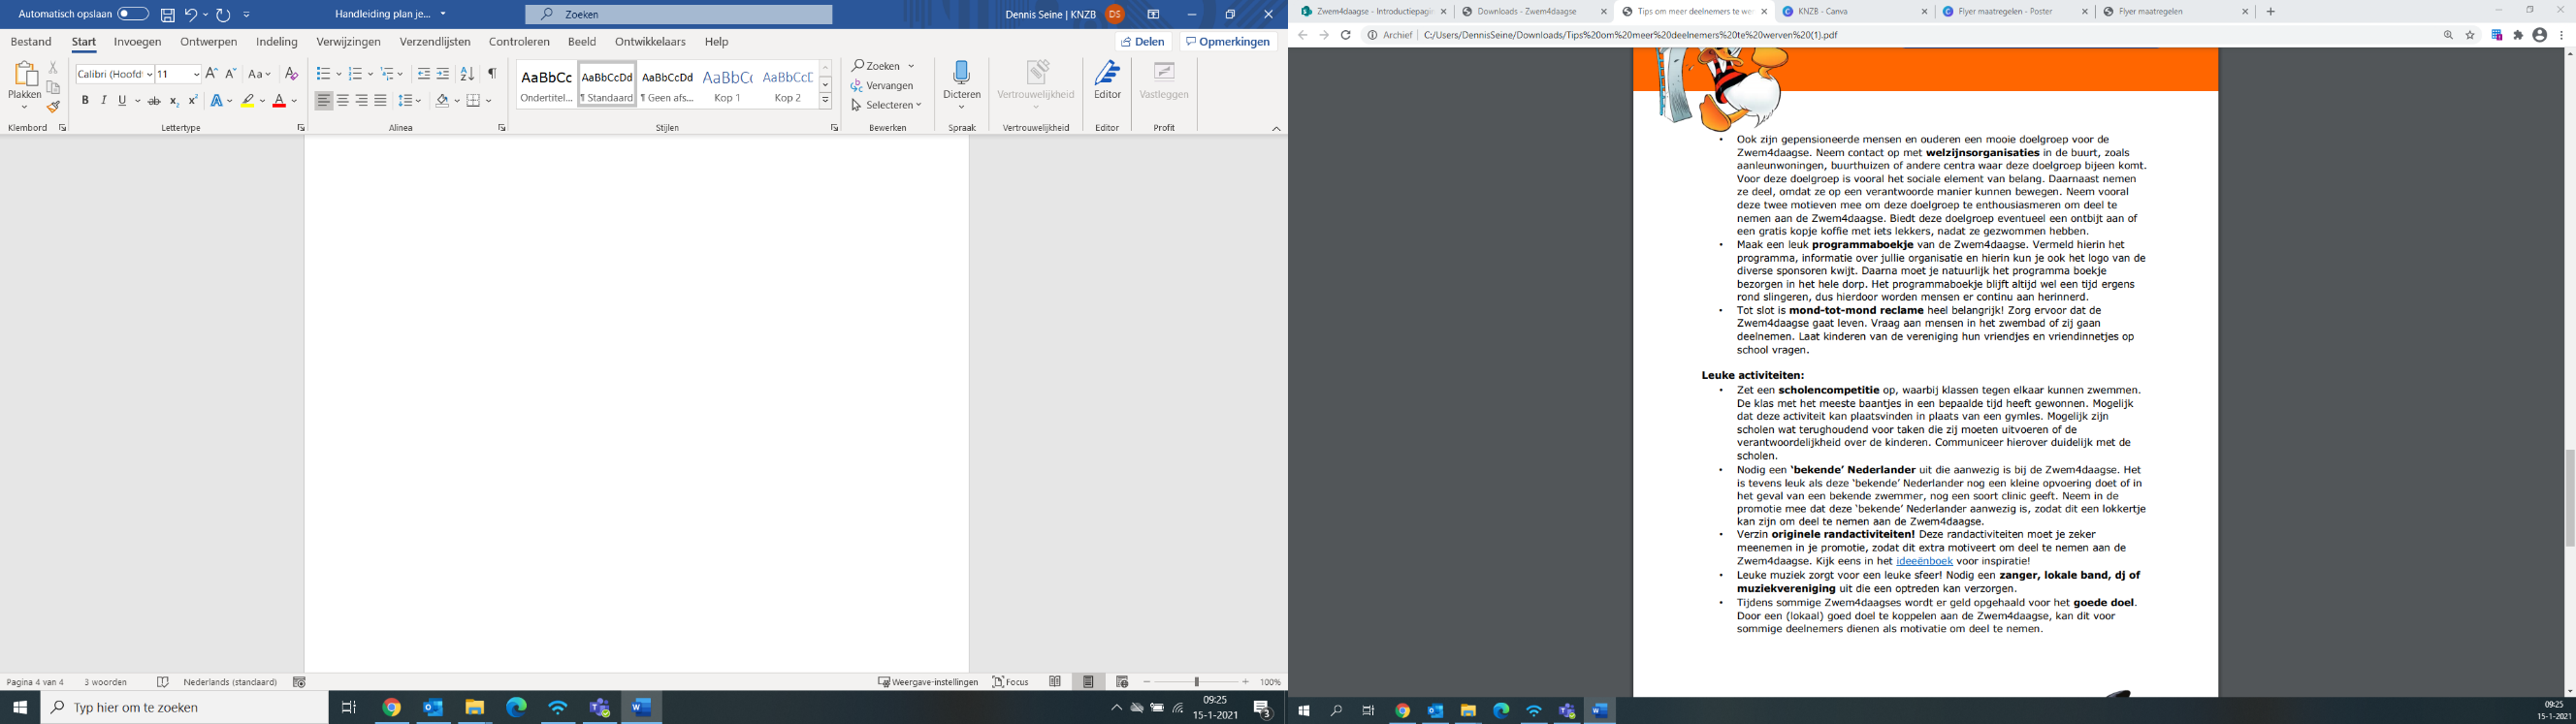 Automatisch opslaan
Handleiding plan je...
Zoeken
Dennis Seine | KNZB
DS
Bestand Start Invoegen Ontwerpen Indeling Verwijzingen Verzendlijsten Controleren Beeld Ontwikkelaars Help
Delen Opmerkingen
Plakken
Calibri (Hoofd 11
AaBbCc AaBbCcDd AaBbCcDd AaBbCc AaBbCcD
Ondertitel... ¶ Standaard ¶ Geen afs... Kop 1 Kop 2
Zoeken
Vervangen
Selecteren
Dicteren
Vertrouwelijkheid
Editor
Vastleggen
Klembord Lettertype Alinea Stijlen Bewerken Spraak Vertrouwelijkheid Editor Profit
Pagina 4 van 4 3 woorden Nederlands (standaard) Weergave-instellingen Focus 100%
Typ hier om te zoeken
09:25
15-1-2021
3
Zwem4daagse - Introductiepagin
Downloads - Zwem4daagse
Tips om meer deelnemers te wer
KNZB - Canva
Flyer maatregelen - Poster
Flyer maatregelen
Archief | C:/Users/DennisSeine/Downloads/Tips%20om%20meer%20deelnemers%20te%20werven%20(1).pdf
• Ook zijn gepensioneerde mensen en ouderen een mooie doelgroep voor de
Zwem4daagse. Neem contact op met welzijnsorganisaties in de buurt, zoals
aanleunwoningen, buurthuizen of andere centra waar deze doelgroep bijeen komt.
Voor deze doelgroep is vooral het sociale element van belang. Daarnaast nemen
ze deel, omdat ze op een verantwoorde manier kunnen bewegen. Neem vooral
deze twee motieven mee om deze doelgroep te enthousiasmeren om deel te
nemen aan de Zwem4daagse. Biedt deze doelgroep eventueel een ontbijt aan of
een gratis kopje koffie met iets lekkers, nadat ze gezwommen hebben.
• Maak een leuk programmaboekje van de Zwem4daagse. Vermeld hierin het
programma, informatie over jullie organisatie en hierin kun je ook het logo van de
diverse sponsoren kwijt. Daarna moet je natuurlijk het programma boekje
bezorgen in het hele dorp. Het programmaboekje blijft altijd wel een tijd ergens
rond slingeren, dus hierdoor worden mensen er continu aan herinnerd.
• Tot slot is mond-tot-mond reclame heel belangrijk! Zorg ervoor dat de
Zwem4daagse gaat leven. Vraag aan mensen in het zwembad of zij gaan
deelnemen. Laat kinderen van de vereniging hun vriendjes en vriendinnetjes op
school vragen.
Leuke activiteiten:
• Zet een scholencompetitie op, waarbij klassen tegen elkaar kunnen zwemmen.
De klas met het meeste baantjes in een bepaalde tijd heeft gewonnen. Mogelijk
dat deze activiteit kan plaatsvinden in plaats van een gymles. Mogelijk zijn
scholen wat terughoudend voor taken die zij moeten uitvoeren of de
verantwoordelijkheid over de kinderen. Communiceer hierover duidelijk met de
scholen.
• Nodig een ‘bekende’ Nederlander uit die aanwezig is bij de Zwem4daagse. Het
is tevens leuk als deze ‘bekende’ Nederlander nog een kleine opvoering doet of in
het geval van een bekende zwemmer, nog een soort clinic geeft. Neem in de
promotie mee dat deze ‘bekende’ Nederlander aanwezig is, zodat dit een lokkertje
kan zijn om deel te nemen aan de Zwem4daagse.
• Verzin originele randactiviteiten! Deze randactiviteiten moet je zeker
meenemen in je promotie, zodat dit extra motiveert om deel te nemen aan de
Zwem4daagse. Kijk eens in het ideeënboek voor inspiratie!
• Leuke muziek zorgt voor een leuke sfeer! Nodig een zanger, lokale band, dj of
muziekvereniging uit die een optreden kan verzorgen.
• Tijdens sommige Zwem4daagses wordt er geld opgehaald voor het goede doel.
Door een (lokaal) goed doel te koppelen aan de Zwem4daagse, kan dit voor
sommige deelnemers dienen als motivatie om deel te nemen.
09:25
15-1-2021